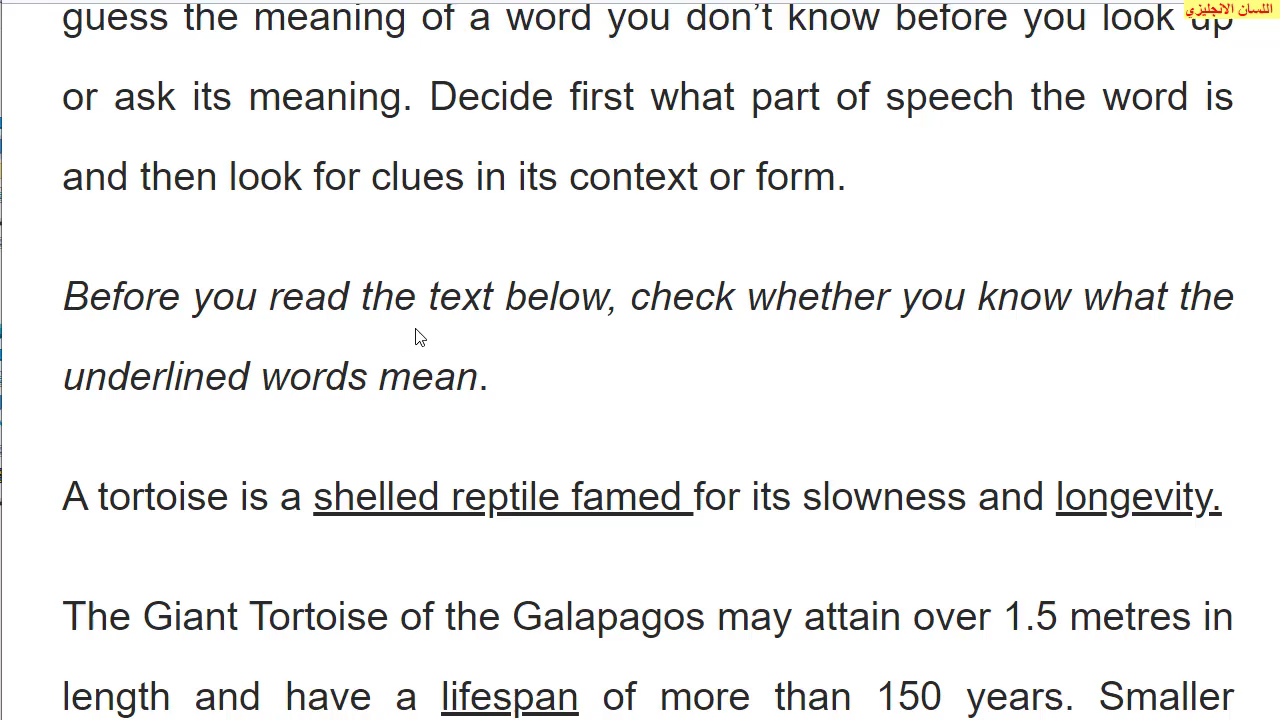 اللسان الانجليزي
guess the meaning of a word you don’t know before you look up
or ask its meaning. Decide first what part of speech the word is
and then look for clues in its context or form.
Before you read the text below, check whether you know what the
underlined words mean.
A tortoise is a shelled reptile famed for its slowness and longevity.
The Giant Tortoise of the Galapagos may attain over 1.5 metres in
length and have a lifespan of more than 150 years. Smaller